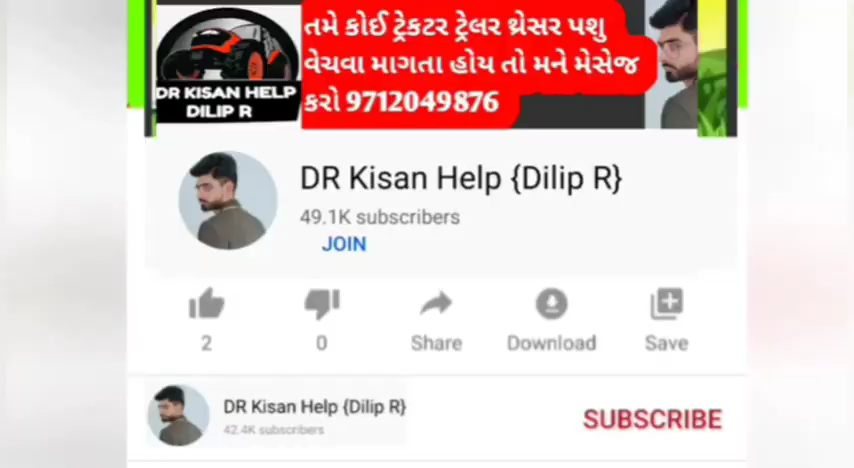 તમે કોઈ ટ્રેકટર ટ્રેલર થ્રેસર પશુ
વેચવા માગતા હોય તો મને મેસેજ
કરો 9712049876
DR KISAN HELP
DILIP R
DR Kisan Help {Dilip R}
49.1K subscribers
JOIN
2
0
Share
Download
Save
DR Kisan Help {Dilip R}
42.4K subscribers
SUBSCRIBE